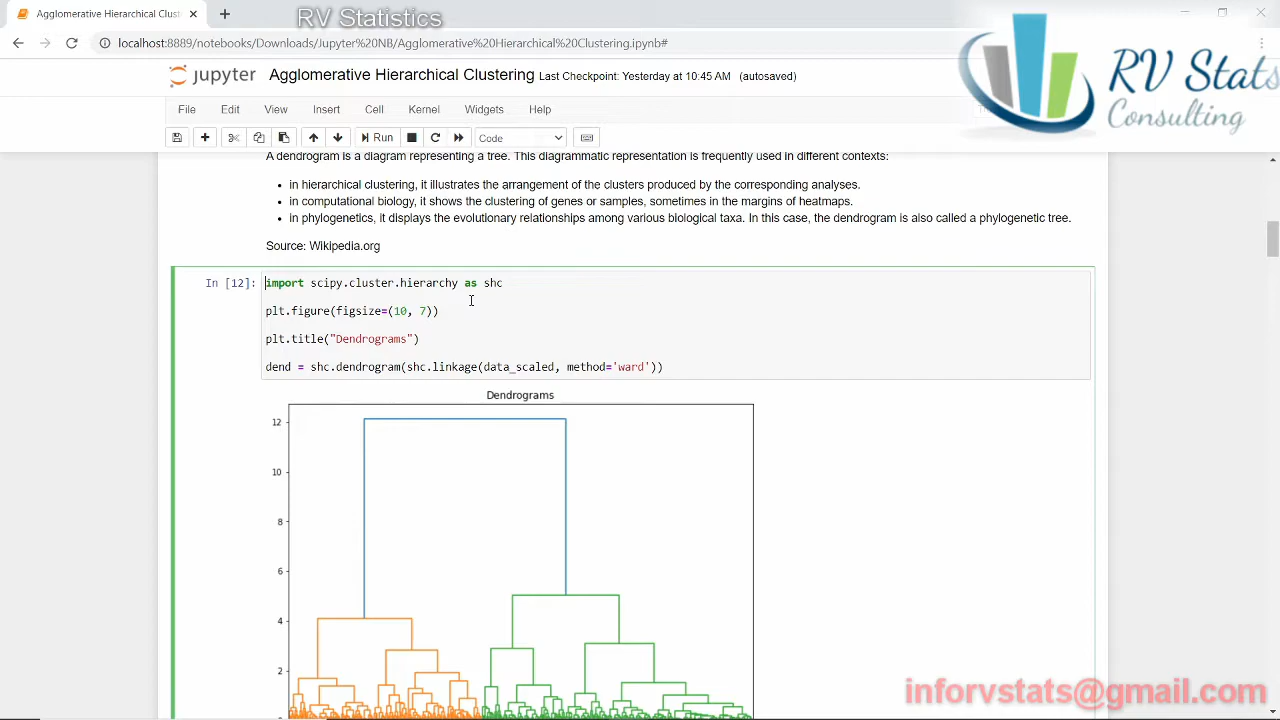 Agglomerative Hierarchical Cluste
RV Statistics
localhost:8889/notebooks/Downloads/Jupyter%20NB/Agglomerative%20Hierarchical%20Clustering.ipynb#
RV Stats
Consulting
jupyter Agglomerative Hierarchical Clustering Last Checkpoint: Yesterday at 10:45 AM (autosaved)
File Edit View Insert Cell Kernel Widgets Help
Run Code
A dendrogram is a diagram representing a tree. This diagrammatic representation is frequently used in different contexts:
• in hierarchical clustering, it illustrates the arrangement of the clusters produced by the corresponding analyses.
• in computational biology, it shows the clustering of genes or samples, sometimes in the margins of heatmaps.
• in phylogenetics, it displays the evolutionary relationships among various biological taxa. In this case, the dendrogram is also called a phylogenetic tree.
Source: Wikipedia.org
In [12]: import scipy.cluster.hierarchy as shc
plt.figure(figsize=(10, 7))
plt.title("Dendrograms")
dend = shc.dendrogram(shc.linkage(data_scaled, method='ward'))
Dendrograms
12
10
8
6
4
2
inforvstats@gmail.com